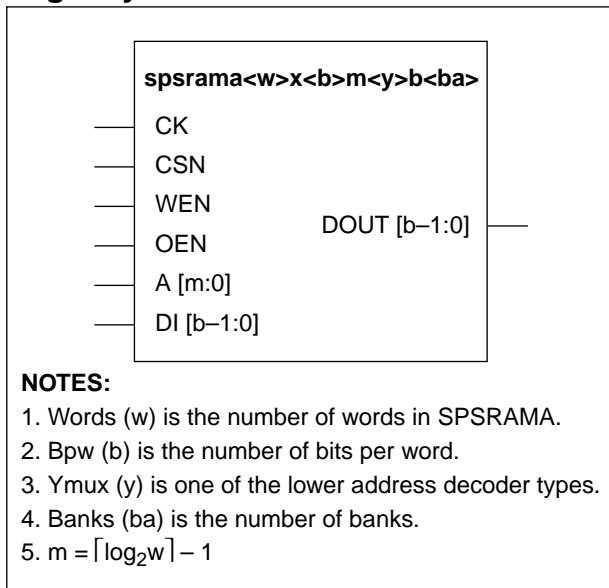 spsrama<w>x<b>m<y>b<ba>
CK
CSN
WEN
OEN
A [m:0]
DI [b–1:0]
DOUT [b–1:0]
NOTES:
1. Words (w) is the number of words in SPSRAMA.
2. Bpw (b) is the number of bits per word.
3. Ymux (y) is one of the lower address decoder types.
4. Banks (ba) is the number of banks.
5. m = ⌈log₂w⌉ – 1